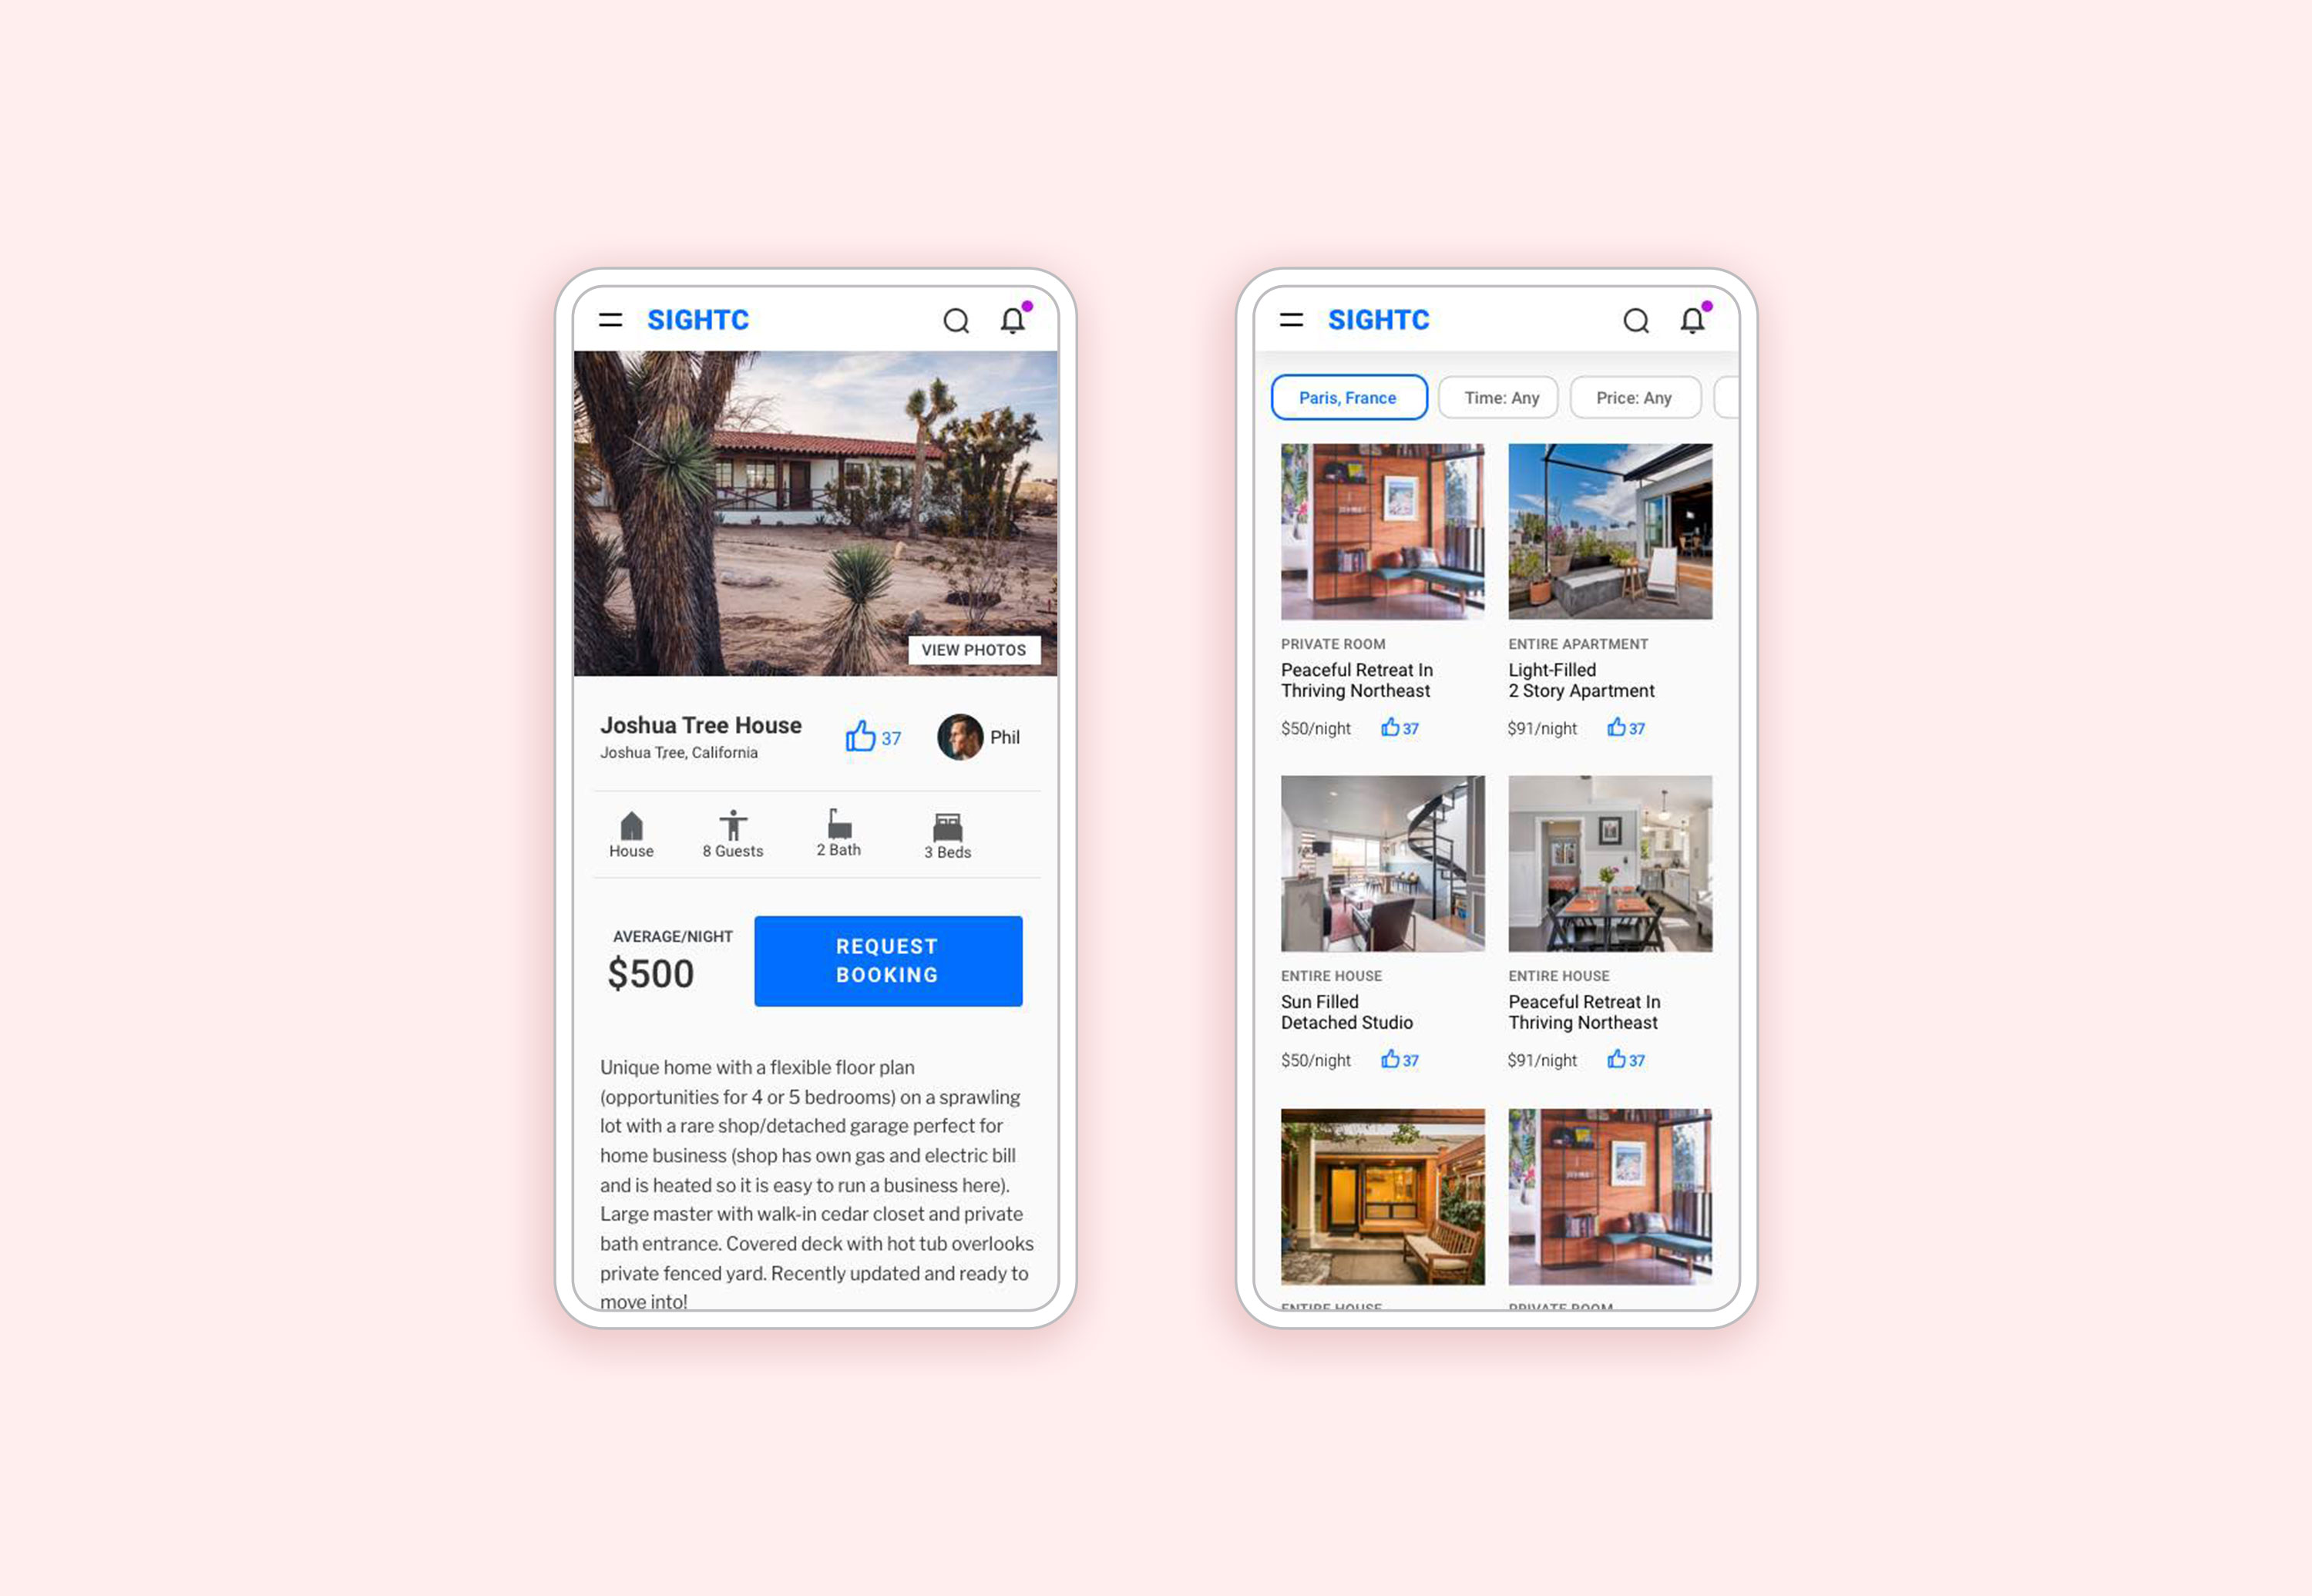 SIGHTC
VIEW PHOTOS
Joshua Tree House
Joshua Tree, California
37
Phil
House
8 Guests
2 Bath
3 Beds
AVERAGE/NIGHT
$500
REQUEST
BOOKING
Unique home with a flexible floor plan
(opportunities for 4 or 5 bedrooms) on a sprawling
lot with a rare shop/detached garage perfect for
home business (shop has own gas and electric bill
and is heated so it is easy to run a business here).
Large master with walk-in cedar closet and private
bath entrance. Covered deck with hot tub overlooks
private fenced yard. Recently updated and ready to
move into!
SIGHTC
Paris, France
Time: Any
Price: Any
PRIVATE ROOM
Peaceful Retreat In
Thriving Northeast
$50/night
37
ENTIRE APARTMENT
Light-Filled
2 Story Apartment
$91/night
37
ENTIRE HOUSE
Sun Filled
Detached Studio
$50/night
37
ENTIRE HOUSE
Peaceful Retreat In
Thriving Northeast
$91/night
37
ENTIRE HOUSE
PRIVATE ROOM